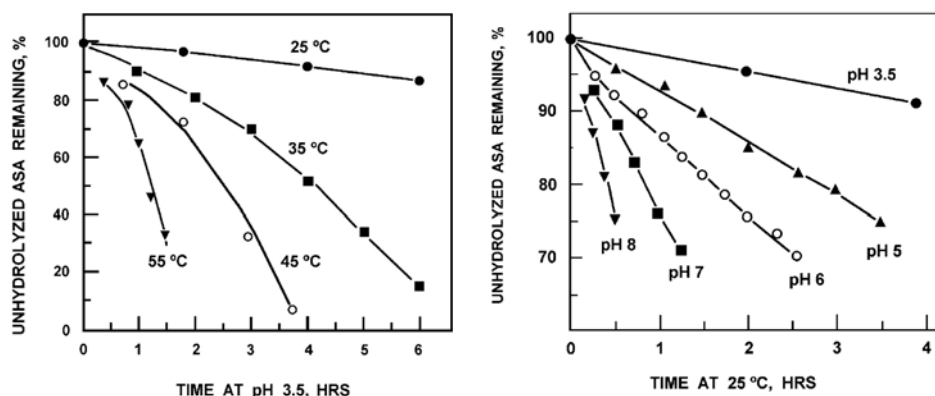 UNHYDROLYZED ASA REMAINING, %
100
80
60
40
20
0
25 ºC
35 ºC
45 ºC
55 ºC
0 1 2 3 4 5 6
TIME AT pH 3.5, HRS
UNHYDROLYZED ASA REMAINING, %
100
90
80
70
pH 3.5
pH 5
pH 6
pH 7
pH 8
0 1 2 3 4
TIME AT 25 ºC, HRS